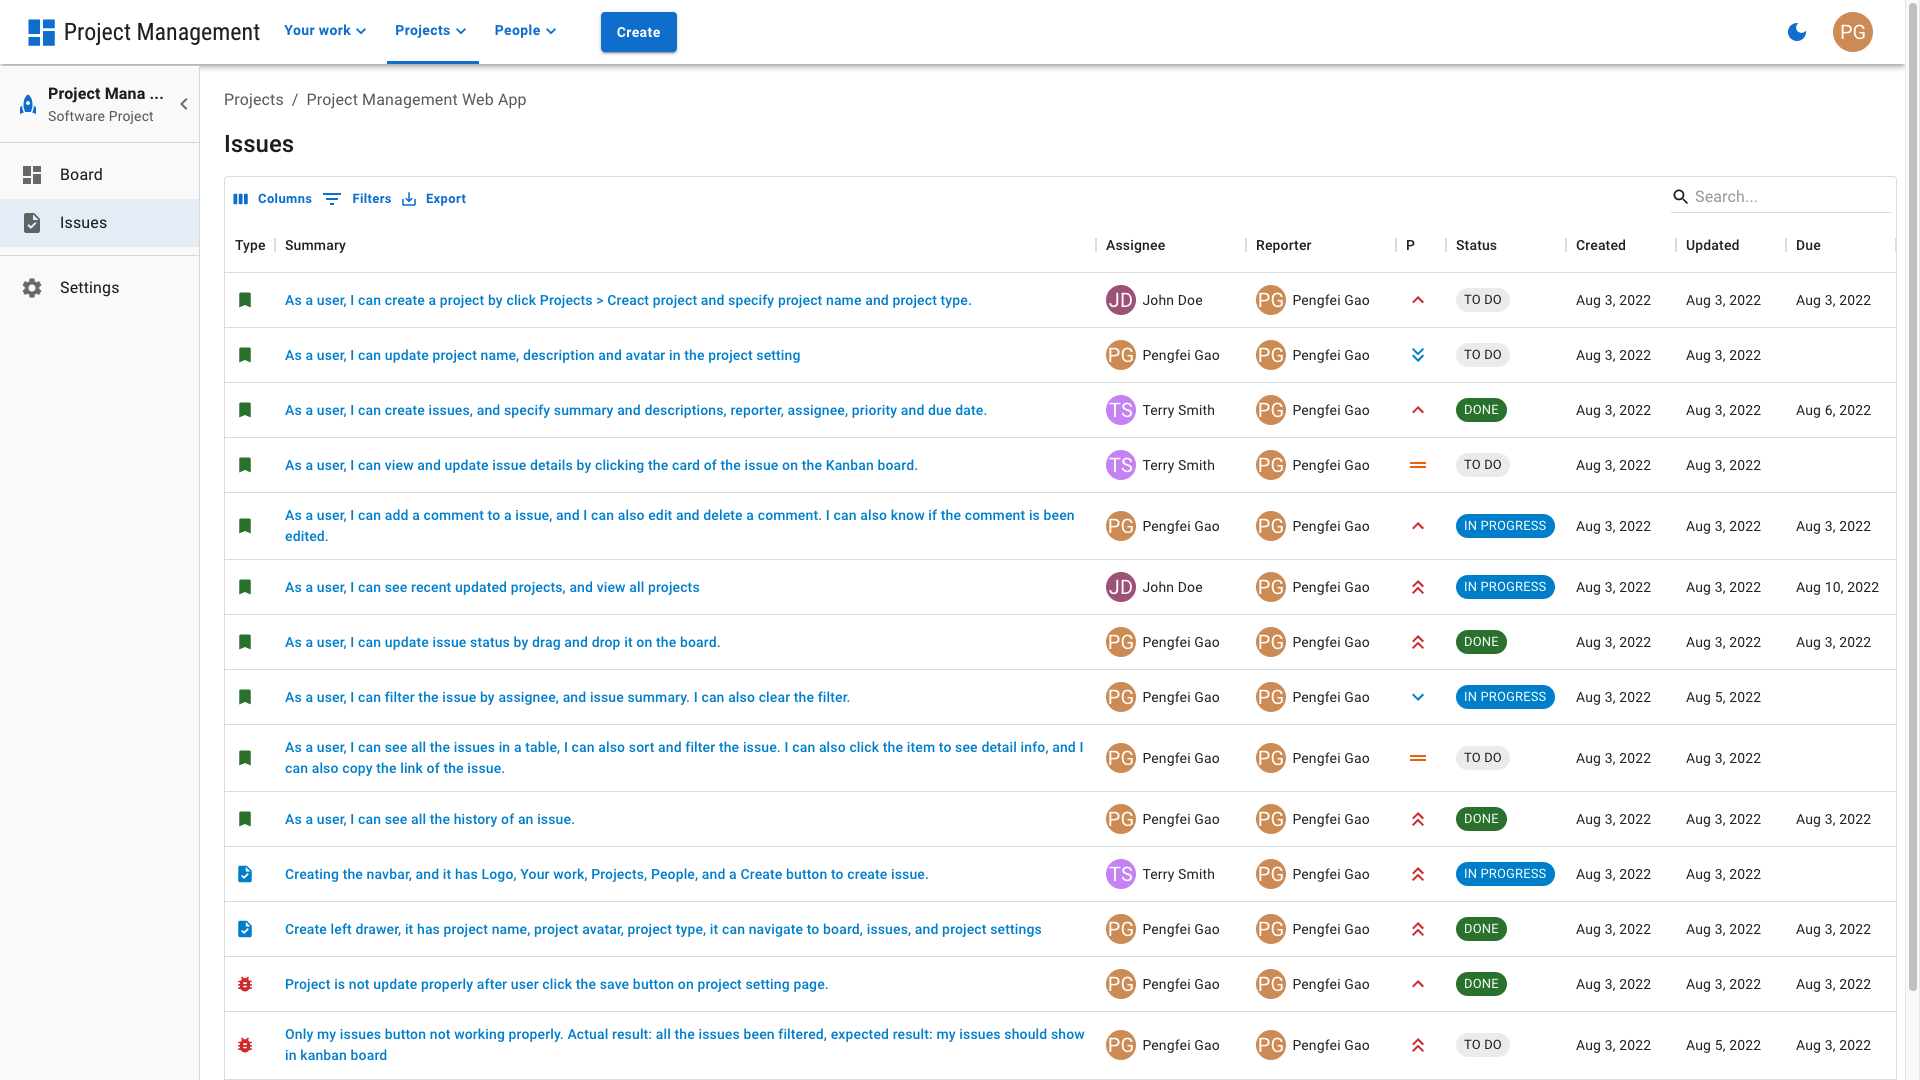 Project Management
Your work
Projects
People
Create
PG
Project Mana ...
Software Project
Board
Issues
Settings
Projects / Project Management Web App
Issues
Columns Filters Export
Search...
Type Summary Assignee Reporter P Status Created Updated Due
As a user, I can create a project by click Projects > Creact project and specify project name and project type. JD John Doe PG Pengfei Gao TO DO Aug 3, 2022 Aug 3, 2022 Aug 3, 2022
As a user, I can update project name, description and avatar in the project setting PG Pengfei Gao PG Pengfei Gao TO DO Aug 3, 2022 Aug 3, 2022
As a user, I can create issues, and specify summary and descriptions, reporter, assignee, priority and due date. TS Terry Smith PG Pengfei Gao DONE Aug 3, 2022 Aug 3, 2022 Aug 6, 2022
As a user, I can view and update issue details by clicking the card of the issue on the Kanban board. TS Terry Smith PG Pengfei Gao TO DO Aug 3, 2022 Aug 3, 2022
As a user, I can add a comment to a issue, and I can also edit and delete a comment. I can also know if the comment is been
edited. PG Pengfei Gao PG Pengfei Gao IN PROGRESS Aug 3, 2022 Aug 3, 2022 Aug 3, 2022
As a user, I can see recent updated projects, and view all projects JD John Doe PG Pengfei Gao IN PROGRESS Aug 3, 2022 Aug 3, 2022 Aug 10, 2022
As a user, I can update issue status by drag and drop it on the board. PG Pengfei Gao PG Pengfei Gao DONE Aug 3, 2022 Aug 3, 2022 Aug 3, 2022
As a user, I can filter the issue by assignee, and issue summary. I can also clear the filter. PG Pengfei Gao PG Pengfei Gao IN PROGRESS Aug 3, 2022 Aug 5, 2022
As a user, I can see all the issues in a table, I can also sort and filter the issue. I can also click the item to see detail info, and I
can also copy the link of the issue. PG Pengfei Gao PG Pengfei Gao TO DO Aug 3, 2022 Aug 3, 2022
As a user, I can see all the history of an issue. PG Pengfei Gao PG Pengfei Gao DONE Aug 3, 2022 Aug 3, 2022 Aug 3, 2022
Creating the navbar, and it has Logo, Your work, Projects, People, and a Create button to create issue. TS Terry Smith PG Pengfei Gao IN PROGRESS Aug 3, 2022 Aug 3, 2022
Create left drawer, it has project name, project avatar, project type, it can navigate to board, issues, and project settings PG Pengfei Gao PG Pengfei Gao DONE Aug 3, 2022 Aug 3, 2022 Aug 3, 2022
Project is not update properly after user click the save button on project setting page. PG Pengfei Gao PG Pengfei Gao DONE Aug 3, 2022 Aug 3, 2022 Aug 3, 2022
Only my issues button not working properly. Actual result: all the issues been filtered, expected result: my issues should show
in kanban board PG Pengfei Gao PG Pengfei Gao TO DO Aug 3, 2022 Aug 5, 2022 Aug 3, 2022